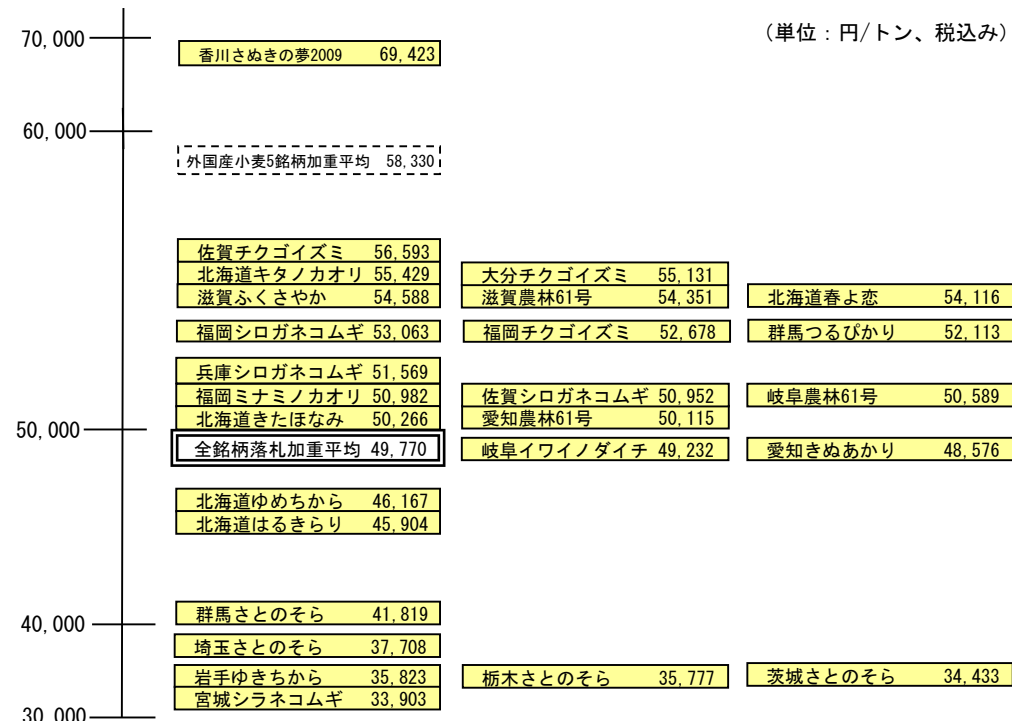 （単位：円/トン、税込み）
70,000
香川さぬきの夢2009 69,423
60,000
外国産小麦5銘柄加重平均 58,330
佐賀チクゴイズミ 56,593
北海道キタノカオリ 55,429 大分チクゴイズミ 55,131
滋賀ふくさやか 54,588 滋賀農林61号 54,351 北海道春よ恋 54,116
福岡シロガネコムギ 53,063 福岡チクゴイズミ 52,678 群馬つるぴかり 52,113
兵庫シロガネコムギ 51,569
福岡ミナミノカオリ 50,982 佐賀シロガネコムギ 50,952 岐阜農林61号 50,589
北海道きたほなみ 50,266 愛知農林61号 50,115
50,000
全銘柄落札加重平均 49,770 岐阜イワイノダイチ 49,232 愛知きぬあかり 48,576
北海道ゆめちから 46,167
北海道はるきらり 45,904
群馬さとのそら 41,819
40,000
埼玉さとのそら 37,708
岩手ゆきちから 35,823 栃木さとのそら 35,777 茨城さとのそら 34,433
宮城シラネコムギ 33,903
30,000